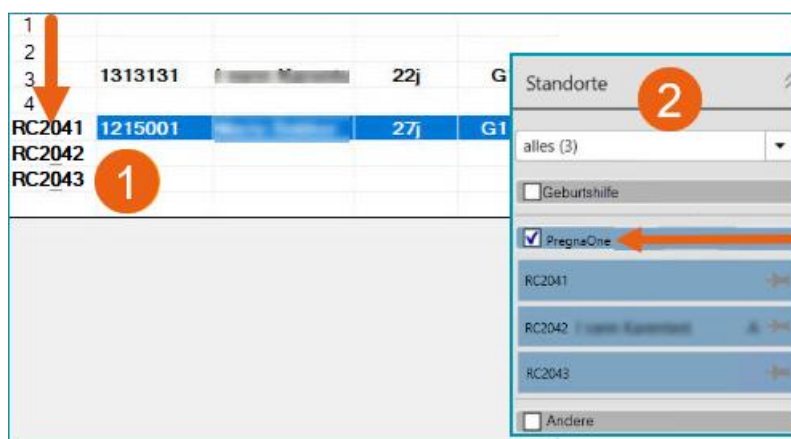 1
2
3 1313131 22j G
4
RC2041 1215001 27j G1
RC2042
RC2043
1
Standorte
2
alles (3)
Geburtshilfe
PregnaOne
RC2041
RC2042 A
RC2043
Andere